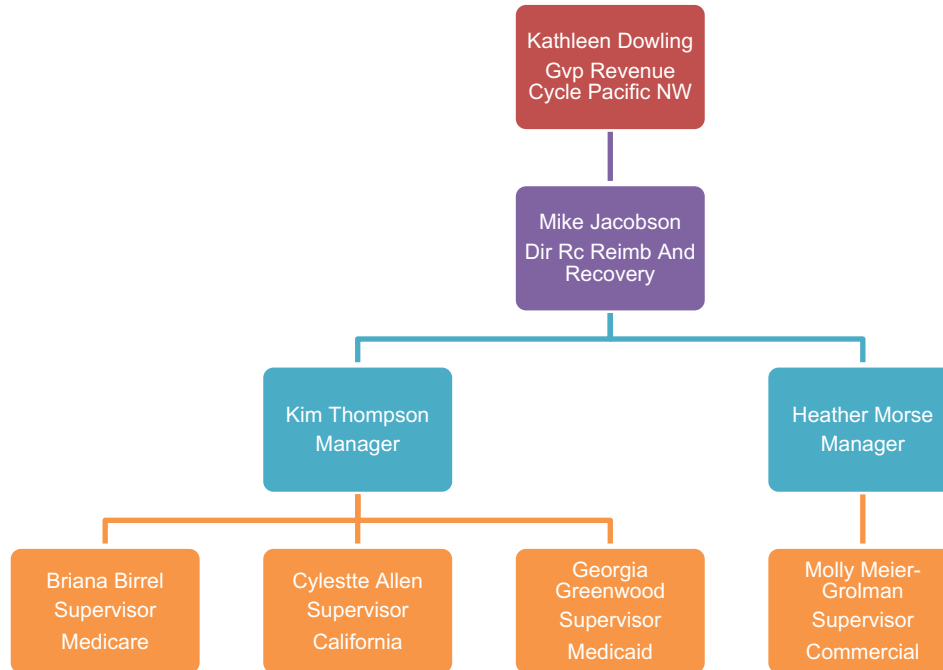 Kathleen Dowling
Gvp Revenue
Cycle Pacific NW
Mike Jacobson
Dir Rc Reimb And
Recovery
Kim Thompson
Manager
Heather Morse
Manager
Briana Birrel
Supervisor
Medicare
Cylestte Allen
Supervisor
California
Georgia
Greenwood
Supervisor
Medicaid
Molly Meier-
Grolman
Supervisor
Commercial